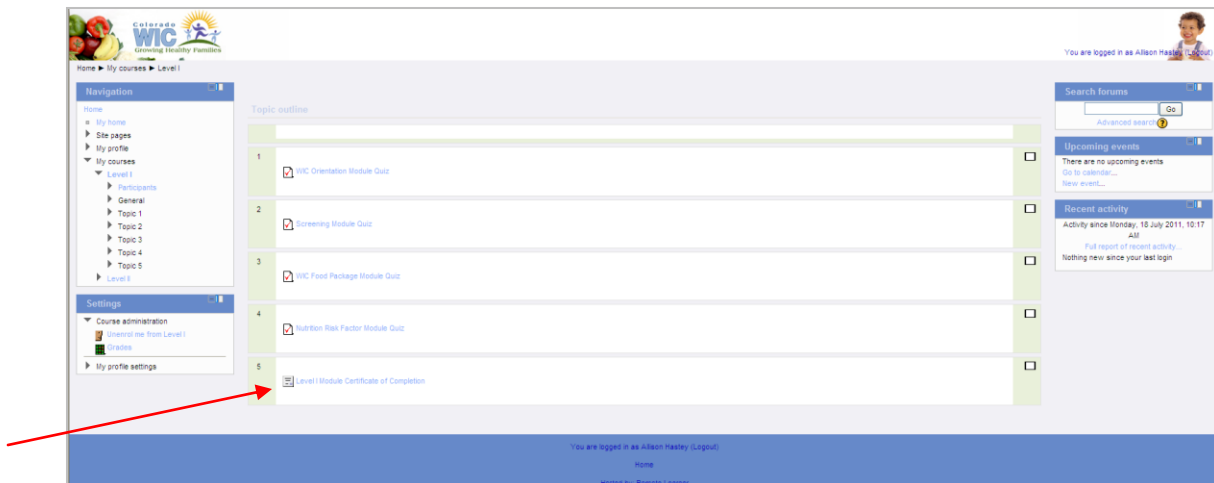 Colorado
WIC
Growing Healthy Families
You are logged in as Allison Hastey (Logout)
Home ► My courses ► Level I
Navigation
Home
My home
Site pages
My profile
My courses
Level I
Participants
General
Topic 1
Topic 2
Topic 3
Topic 4
Topic 5
Level II
Settings
Course administration
Unenrol me from Level I
Grades
My profile settings
Topic outline
1
WIC Orientation Module Quiz
2
Screening Module Quiz
3
WIC Food Package Module Quiz
4
Nutrition Risk Factor Module Quiz
5
Level I Module Certificate of Completion
Search forums
Go
Advanced search ?
Upcoming events
There are no upcoming events
Go to calendar...
New event...
Recent activity
Activity since Monday, 18 July 2011, 10:17
AM
Full report of recent activity...
Nothing new since your last login
You are logged in as Allison Hastey (Logout)
Home
Hosted by: Remote Learner